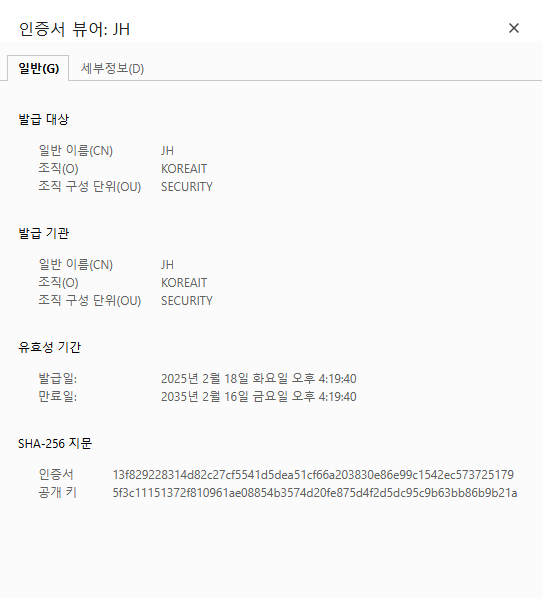 인증서 뷰어: JH
일반(G) 세부정보(D)
발급 대상
일반 이름(CN) JH
조직(O) KOREAIT
조직 구성 단위(OU) SECURITY
발급 기관
일반 이름(CN) JH
조직(O) KOREAIT
조직 구성 단위(OU) SECURITY
유효성 기간
발급일: 2025년 2월 18일 화요일 오후 4:19:40
만료일: 2035년 2월 16일 금요일 오후 4:19:40
SHA-256 지문
인증서 13f829228314d82c27cf5541d5dea51cf66a203830e86e99c1542ec573725179
공개 키 5f3c11151372f810961ae08854b3574d20fe875d4f2d5dc95c9b63bb86b9b21a